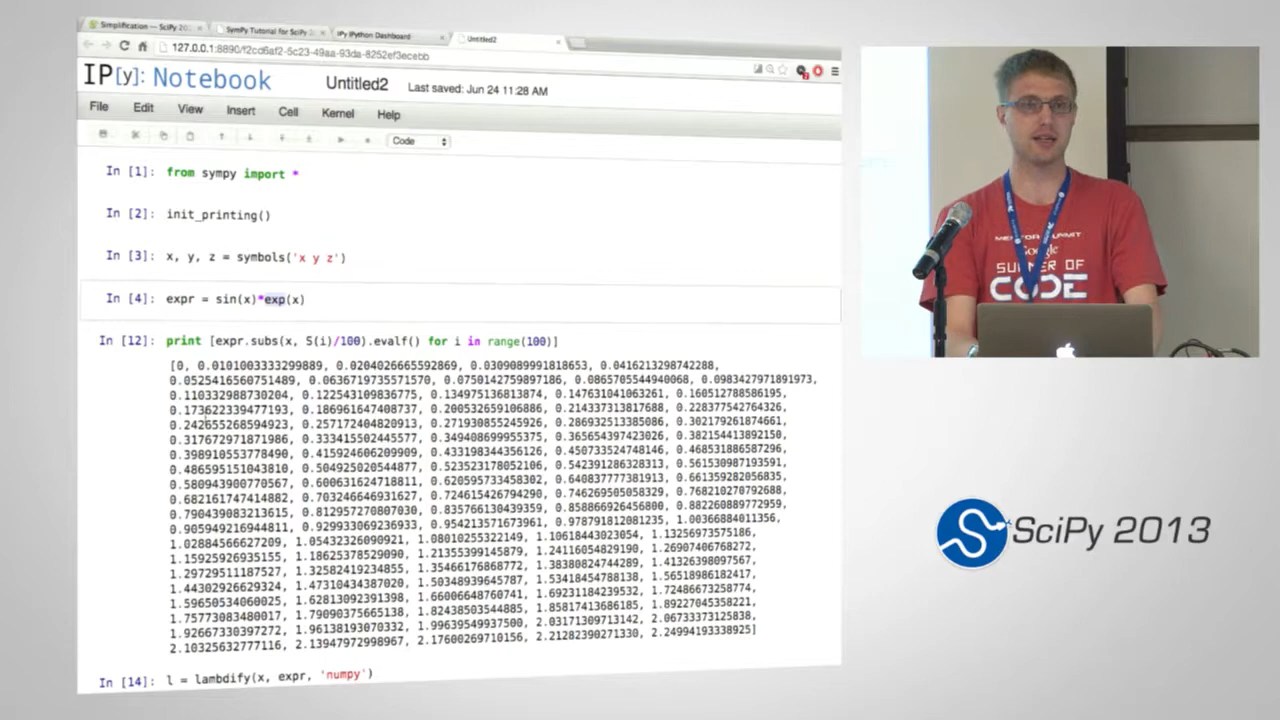 Simplification — SciPy 201
SymPy Tutorial for SciPy 2
IPy IPython Dashboard
Untitled2
127.0.0.1:8890/f2cd6af2-5c23-49aa-93da-8252ef3ecebb
IP[y]: Notebook Untitled2 Last saved: Jun 24 11:28 AM
File Edit View Insert Cell Kernel Help
Code
In [1]: from sympy import *
In [2]: init_printing()
In [3]: x, y, z = symbols('x y z')
In [4]: expr = sin(x)*exp(x)
In [12]: print [expr.subs(x, S(i)/100).evalf() for i in range(100)]
[0, 0.0101003333299889, 0.0204026665592869, 0.0309089991818653, 0.0416213298742288,
0.0525416560751489, 0.0636719735571570, 0.0750142759897186, 0.0865705544940068, 0.0983427971891973,
0.110332988730204, 0.122543109836775, 0.134975136813874, 0.147631041063261, 0.160512788586195,
0.173622339477193, 0.186961647408737, 0.200532659106886, 0.214337313817688, 0.228377542764326,
0.242655268594923, 0.257172404820913, 0.271930855245926, 0.286932513385086, 0.302179261874661,
0.317672971871986, 0.333415502445577, 0.349408699955375, 0.365654397423026, 0.382154413892150,
0.398910553778490, 0.415924606209909, 0.433198344356126, 0.450733524748146, 0.468531886587296,
0.486595151043810, 0.504925020544877, 0.523523178052106, 0.542391286328313, 0.561530987193591,
0.580943900770567, 0.600631624718811, 0.620595733458302, 0.640837777381913, 0.661359282056835,
0.682161747414882, 0.703246646931627, 0.724615426794290, 0.746269505058329, 0.768210270792688,
0.790439083213615, 0.812957270807030, 0.835766310439359, 0.858866926456800, 0.882260889772959,
0.905949216944811, 0.929933069236933, 0.954213571673961, 0.978791812081235, 1.00366884011356,
1.02884566627209, 1.05432326090921, 1.08010255322149, 1.10618443023054, 1.13256973575186,
1.15925926935155, 1.18625378529090, 1.21355399145879, 1.24116054829190, 1.26907406768272,
1.29729511187527, 1.32582419234855, 1.35466176868772, 1.38380824744289, 1.41326398097567,
1.44302926629324, 1.47310434387020, 1.50348939645787, 1.53418454788138, 1.56518986182417,
1.59650534060025, 1.62813092391398, 1.66006648760741, 1.69231184239532, 1.72486673258774,
1.75773083480017, 1.79090375665138, 1.82438503544885, 1.85817413686185, 1.89227045358221,
1.92667330397272, 1.96138193070332, 1.99639549937500, 2.03171309713142, 2.06733373125838,
2.10325632777116, 2.13947972998967, 2.17600269710156, 2.21282390271330, 2.24994193338925]
In [14]: l = lambdify(x, expr, 'numpy')
MENTOR SUMMIT
Google
SUMMER OF
CODE
SciPy 2013